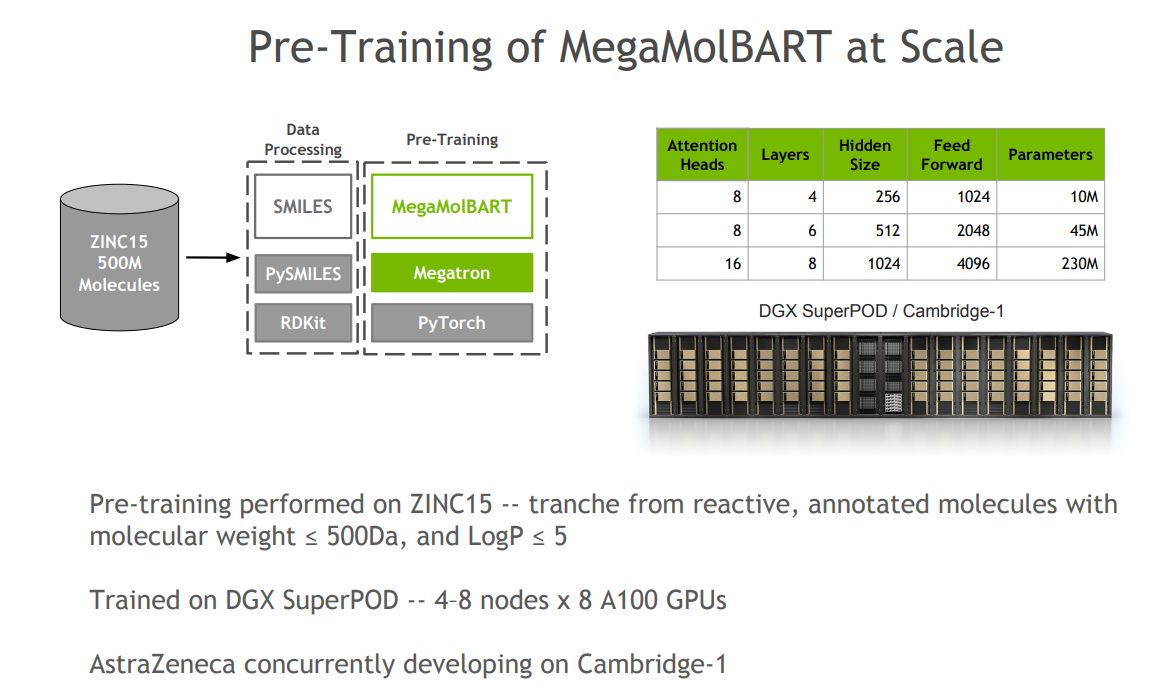 Pre-Training of MegaMolBART at Scale
Data
Processing
Pre-Training
ZINC15
500M
Molecules
SMILES
MegaMolBART
PySMILES
Megatron
RDKit
PyTorch
Attention Heads Layers Hidden Size Feed Forward Parameters
8 4 256 1024 10M
8 6 512 2048 45M
16 8 1024 4096 230M
DGX SuperPOD / Cambridge-1
Pre-training performed on ZINC15 -- tranche from reactive, annotated molecules with
molecular weight ≤ 500Da, and LogP ≤ 5
Trained on DGX SuperPOD -- 4–8 nodes x 8 A100 GPUs
AstraZeneca concurrently developing on Cambridge-1